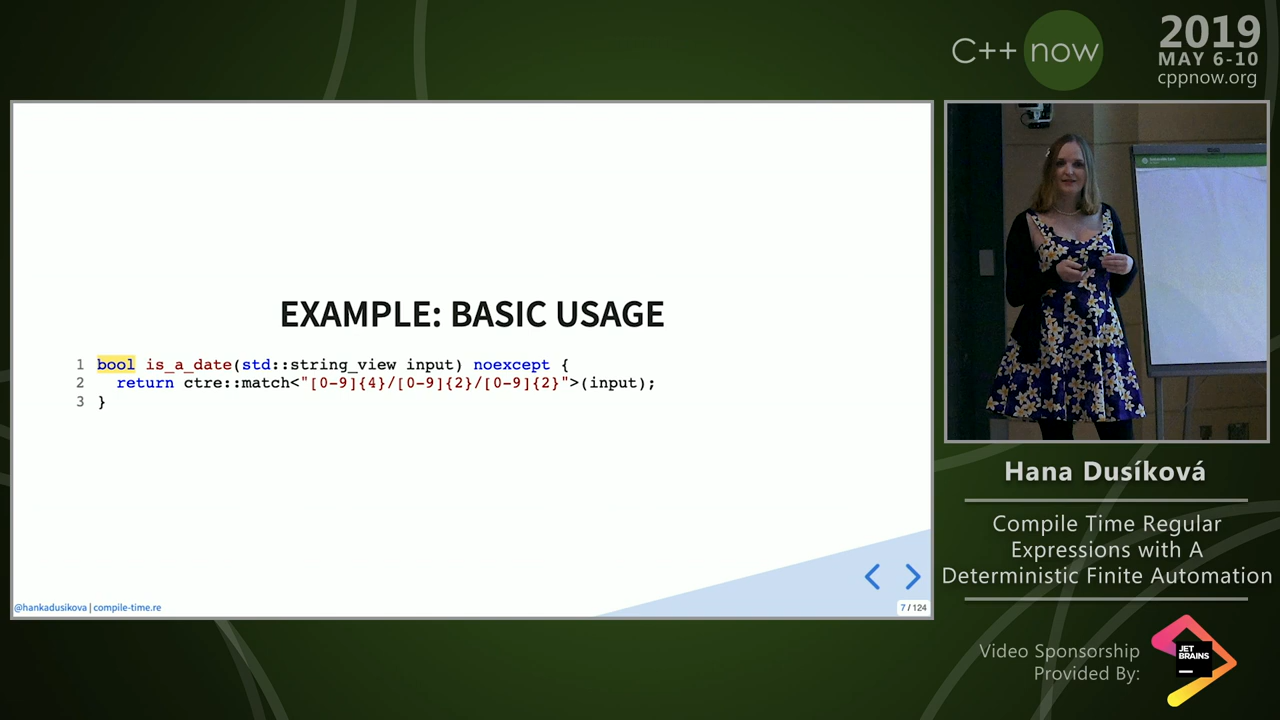 C++ now
2019
MAY 6-10
cppnow.org
EXAMPLE: BASIC USAGE
1 bool is_a_date(std::string_view input) noexcept {
2   return ctre::match<"[0-9]{4}/[0-9]{2}/[0-9]{2}">(input);
3 }
@hankadusikova | compile-time.re
7 / 124
Hana Dusíková
Compile Time Regular
Expressions with A
Deterministic Finite Automation
Video Sponsorship
Provided By:
JET
BRAINS